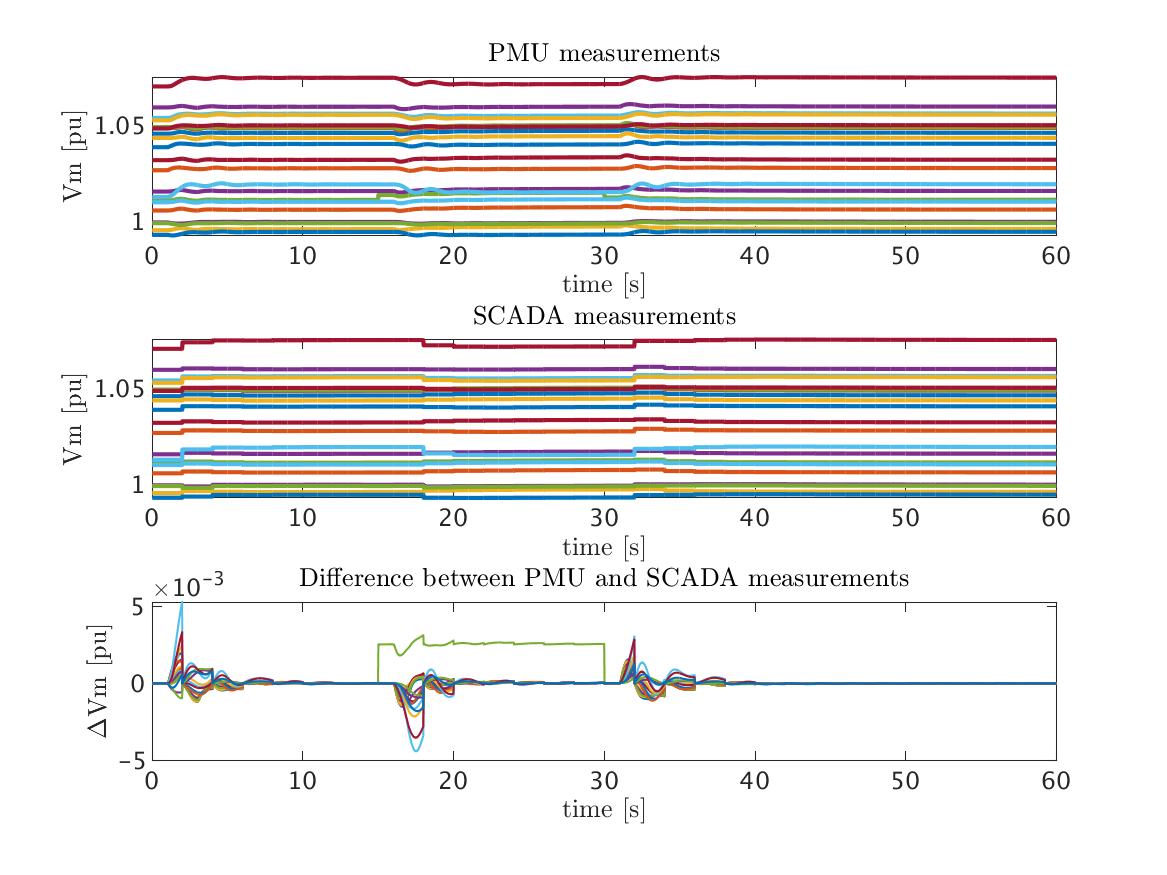 PMU measurements
1.05
1
Vm [pu]
0 10 20 30 40 50 60
time [s]
SCADA measurements
1.05
1
Vm [pu]
0 10 20 30 40 50 60
time [s]
Difference between PMU and SCADA measurements
×10⁻³
5
0
−5
ΔVm [pu]
0 10 20 30 40 50 60
time [s]